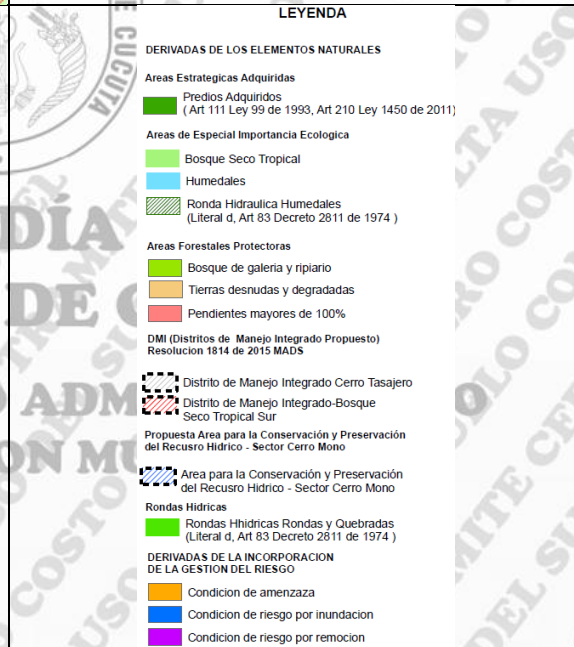 LEYENDA
DERIVADAS DE LOS ELEMENTOS NATURALES
Areas Estrategicas Adquiridas
Predios Adquiridos
( Art 111 Ley 99 de 1993, Art 210 Ley 1450 de 2011)
Areas de Especial Importancia Ecologica
Bosque Seco Tropical
Humedales
Ronda Hidraulica Humedales
(Literal d, Art 83 Decreto 2811 de 1974 )
Areas Forestales Protectoras
Bosque de galeria y ripiario
Tierras desnudas y degradadas
Pendientes mayores de 100%
DMI (Distritos de Manejo Integrado Propuesto)
Resolucion 1814 de 2015 MADS
Distrito de Manejo Integrado Cerro Tasajero
Distrito de Manejo Integrado-Bosque
Seco Tropical Sur
Propuesta Area para la Conservación y Preservación
del Recusro Hidrico - Sector Cerro Mono
Area para la Conservación y Preservación
del Recusro Hidrico - Sector Cerro Mono
Rondas Hidricas
Rondas Hhidricas Rondas y Quebradas
(Literal d, Art 83 Decreto 2811 de 1974 )
DERIVADAS DE LA INCORPORACION
DE LA GESTION DEL RIESGO
Condicion de amenzaza
Condicion de riesgo por inundacion
Condicion de riesgo por remocion